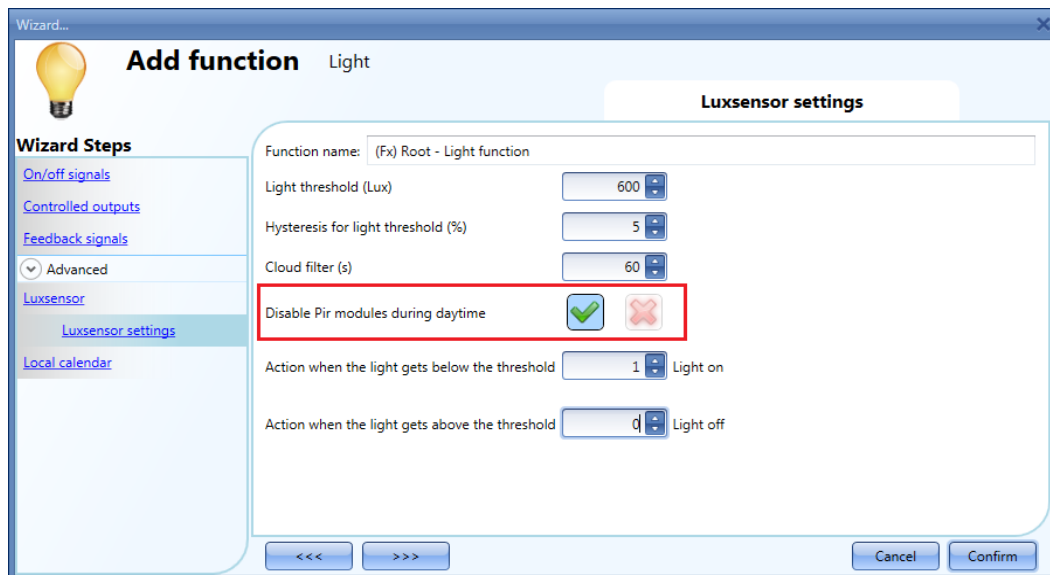 Wizard...
Add function Light
Luxsensor settings
Wizard Steps
On/off signals
Controlled outputs
Feedback signals
Advanced
Luxsensor
Luxsensor settings
Local calendar
Function name: (Fx) Root - Light function
Light threshold (Lux) 600
Hysteresis for light threshold (%) 5
Cloud filter (s) 60
Disable Pir modules during daytime
Action when the light gets below the threshold 1 Light on
Action when the light gets above the threshold 0 Light off
<<< >>> Cancel Confirm